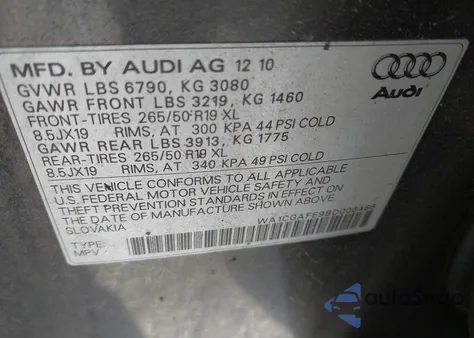 MFD. BY AUDI AG 12 10
GVWR LBS 6790, KG 3080
GAWR FRONT LBS 3219, KG 1460
FRONT-TIRES 265/50 R19 XL
8.5JX19 RIMS, AT 300 KPA 44 PSI COLD
GAWR REAR LBS 3913, KG 1775
REAR-TIRES 265/50 R19 XL
8.5JX19 RIMS, AT 340 KPA 49 PSI COLD
THIS VEHICLE CONFORMS TO ALL APPLICABLE
U.S. FEDERAL MOTOR VEHICLE SAFETY AND
THEFT PREVENTION STANDARDS IN EFFECT ON
THE DATE OF MANUFACTURE SHOWN ABOVE.
SLOVAKIA
TYPE:
MPV
Audi